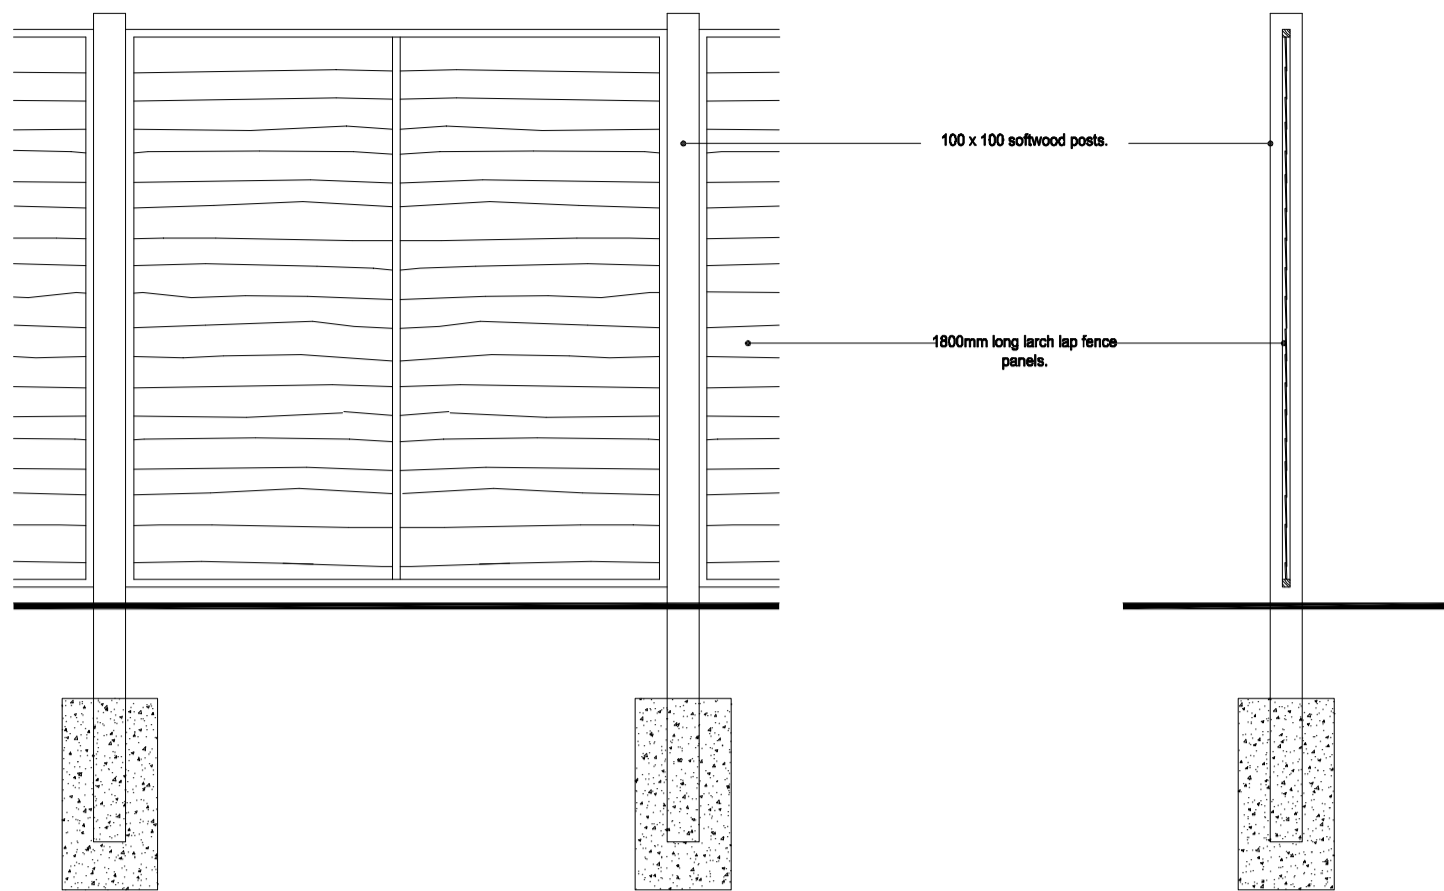 100 x 100 softwood posts.
1800mm long larch lap fence
panels.